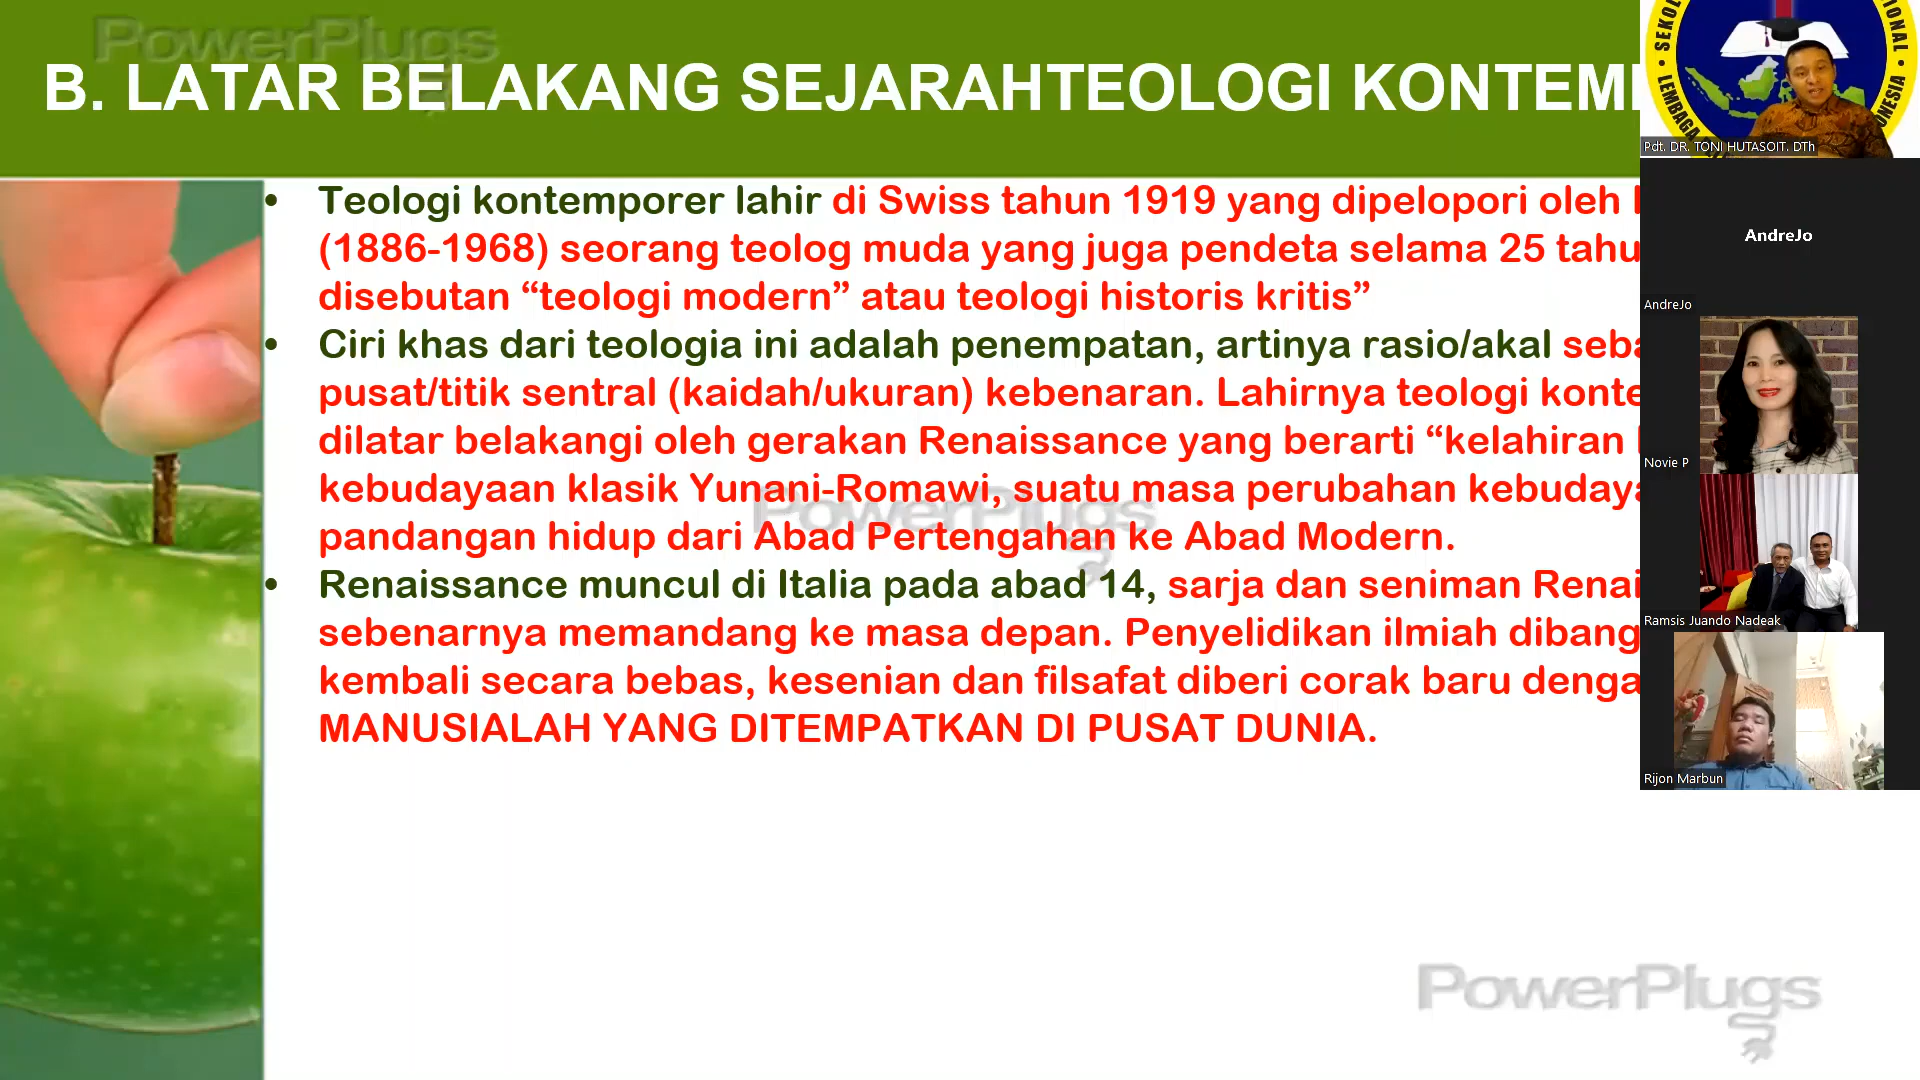 PowerPlugs
B. LATAR BELAKANG SEJARAHTEOLOGI KONTEM
• Teologi kontemporer lahir di Swiss tahun 1919 yang dipelopori oleh
(1886-1968) seorang teolog muda yang juga pendeta selama 25 tahu
disebutan “teologi modern” atau teologi historis kritis”
• Ciri khas dari teologia ini adalah penempatan, artinya rasio/akal seba
pusat/titik sentral (kaidah/ukuran) kebenaran. Lahirnya teologi konte
dilatar belakangi oleh gerakan Renaissance yang berarti “kelahiran
kebudayaan klasik Yunani-Romawi, suatu masa perubahan kebudaya
pandangan hidup dari Abad Pertengahan ke Abad Modern.
• Renaissance muncul di Italia pada abad 14, sarja dan seniman Renai
sebenarnya memandang ke masa depan. Penyelidikan ilmiah dibang
kembali secara bebas, kesenian dan filsafat diberi corak baru denga
MANUSIALAH YANG DITEMPATKAN DI PUSAT DUNIA.
PowerPlugs
PowerPlugs
SEKOL
IONAL
LEMBAGA
ONESIA
Pdt. DR. TONI HUTASOIT. DTh
AndreJo
AndreJo
Novie P
Ramsis Juando Nadeak
Rijon Marbun